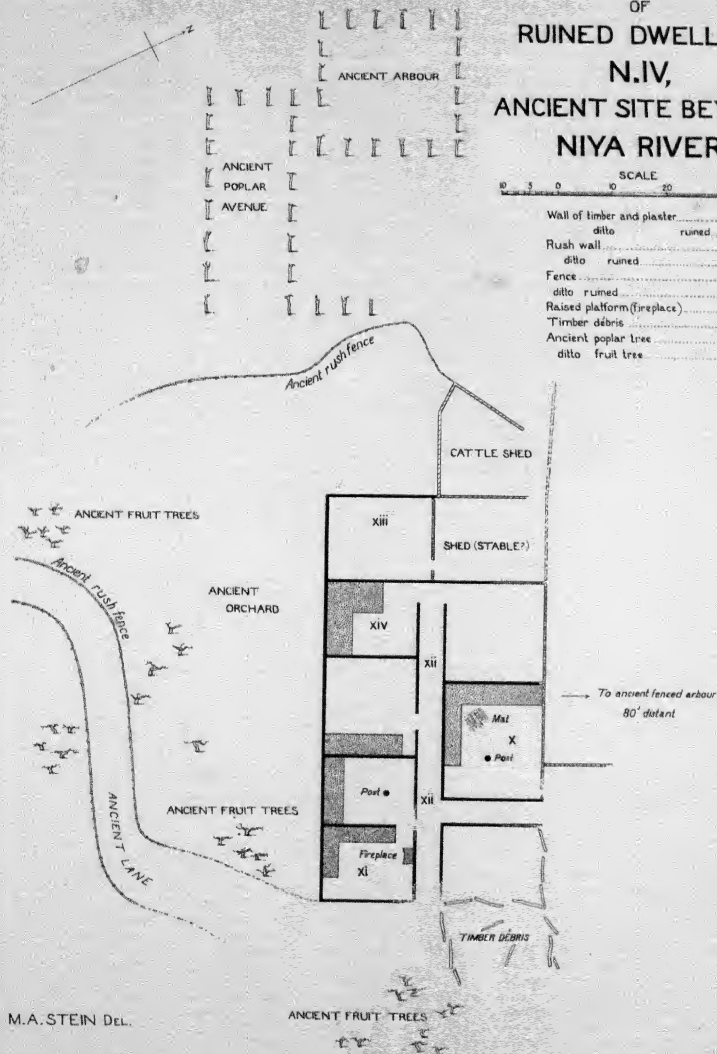 OF
RUINED DWELL
N.IV,
ANCIENT SITE BE
NIYA RIVER
SCALE
10 5 0 10 20
Wall of timber and plaster
ditto ruined
Rush wall
ditto ruined
Fence
ditto ruined
Raised platform (fireplace)
Timber débris
Ancient poplar tree
ditto fruit tree
N
ANCIENT ARBOUR
ANCIENT
POPLAR
AVENUE
Ancient rush fence
CATTLE SHED
ANCIENT FRUIT TREES
xiii
SHED (STABLE?)
Ancient rush fence
ANCIENT
ORCHARD
xiv
xii
To ancient fenced arbour
80' distant
Mat
X
Post
ANCIENT LANE
Post
xii
ANCIENT FRUIT TREES
Fireplace
xi
TIMBER DÉBRIS
M.A. STEIN DEL.
ANCIENT FRUIT TREES